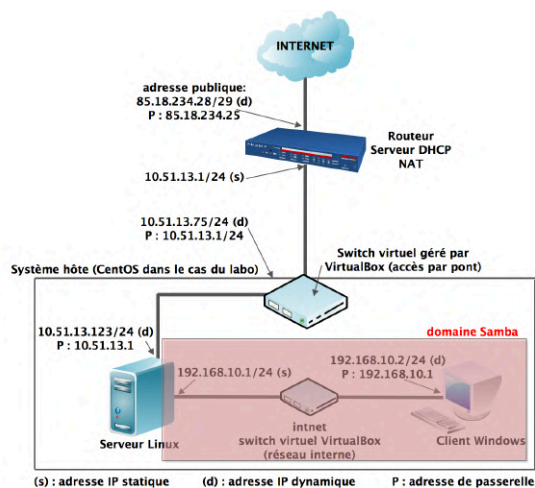 INTERNET
adresse publique:
85.18.234.28/29 (d)
P : 85.18.234.25
Routeur
Serveur DHCP
NAT
10.51.13.1/24 (s)
10.51.13.75/24 (d)
P : 10.51.13.1/24
Switch virtuel géré par
VirtualBox (accès par pont)
Système hôte (CentOS dans le cas du labo)
10.51.13.123/24 (d)
P : 10.51.13.1
domaine Samba
192.168.10.1/24 (s)
192.168.10.2/24 (d)
P : 192.168.10.1
Serveur Linux
intnet
switch virtuel VirtualBox
(réseau interne)
Client Windows
(s) : adresse IP statique (d) : adresse IP dynamique P : adresse de passerelle